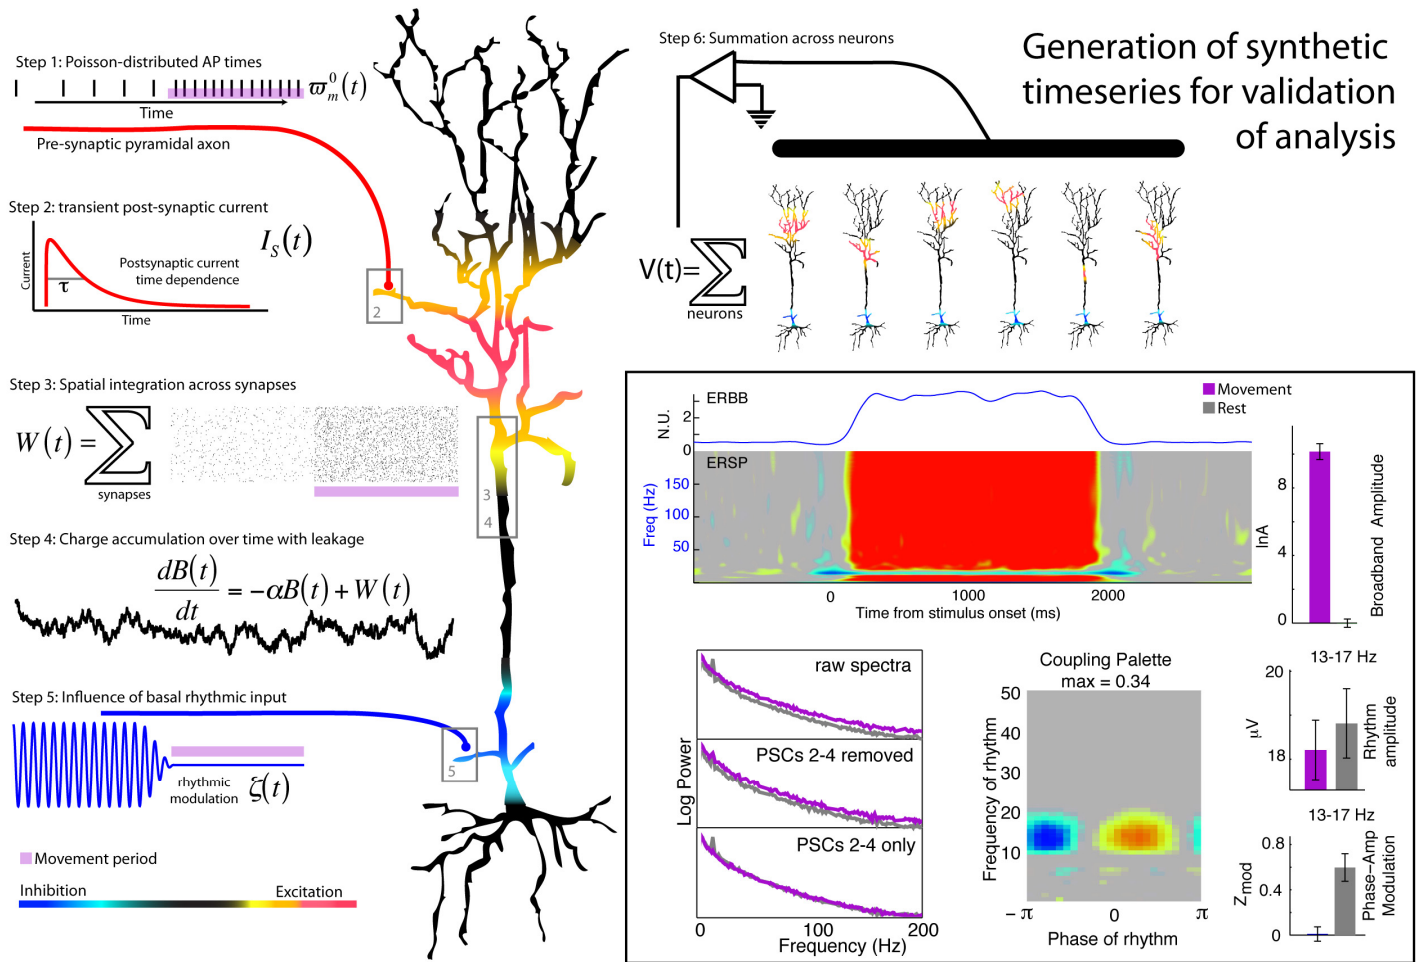 Generation of synthetic
timeseries for validation
of analysis
Step 1: Poisson-distributed AP times
ϖ⁰ₘ(t)
Time
Pre-synaptic pyramidal axon
Step 2: transient post-synaptic current
I_S(t)
Current
Postsynaptic current
time dependence
τ
Time
2
Step 3: Spatial integration across synapses
W(t) = Σ
synapses
3
4
Step 4: Charge accumulation over time with leakage
dB(t)/dt = -αB(t) + W(t)
Step 5: Influence of basal rhythmic input
rhythmic
modulation ζ(t)
5
Movement period
Inhibition
Excitation
Step 6: Summation across neurons
V(t)= Σ
neurons
Movement
Rest
ERBB
N.U.
2
0
ERSP
Freq (Hz)
150
100
50
0 1000 2000
Time from stimulus onset (ms)
lnA
8
4
0
Broadband Amplitude
raw spectra
PSCs 2-4 removed
PSCs 2-4 only
Log Power
0 100 200
Frequency (Hz)
Coupling Palette
max = 0.34
Frequency of rhythm
50
40
30
20
10
− π 0 π
Phase of rhythm
13-17 Hz
20
18
μV
Rhythm
amplitude
13-17 Hz
0.8
0.4
0
Zmod
Phase−Amp
Modulation